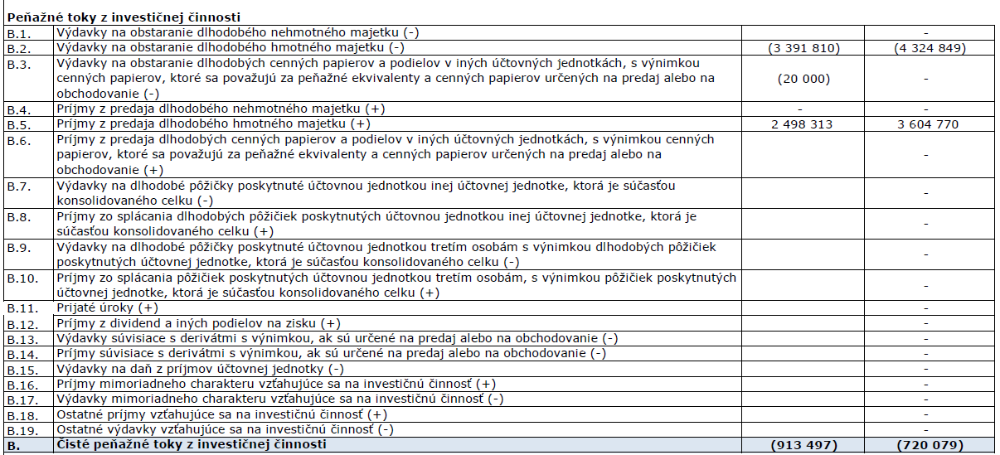 Peňažné toky z investičnej činnosti
B.1. Výdavky na obstaranie dlhodobého nehmotného majetku (-) -
B.2. Výdavky na obstaranie dlhodobého hmotného majetku (-) (3 391 810) (4 324 849)
B.3. Výdavky na obstaranie dlhodobých cenných papierov a podielov v iných účtovných jednotkách, s výnimkou
cenných papierov, ktoré sa považujú za peňažné ekvivalenty a cenných papierov určených na predaj alebo na
obchodovanie (-) (20 000) -
B.4. Príjmy z predaja dlhodobého nehmotného majetku (+) - -
B.5. Príjmy z predaja dlhodobého hmotného majetku (+) 2 498 313 3 604 770
B.6. Príjmy z predaja dlhodobých cenných papierov a podielov v iných účtovných jednotkách, s výnimkou cenných
papierov, ktoré sa považujú za peňažné ekvivalenty a cenných papierov určených na predaj alebo na
obchodovanie (+) -
B.7. Výdavky na dlhodobé pôžičky poskytnuté účtovnou jednotkou inej účtovnej jednotke, ktorá je súčasťou
konsolidovaného celku (-) -
B.8. Príjmy zo splácania dlhodobých pôžičiek poskytnutých účtovnou jednotkou inej účtovnej jednotke, ktorá je
súčasťou konsolidovaného celku (+) -
B.9. Výdavky na dlhodobé pôžičky poskytnuté účtovnou jednotkou tretím osobám s výnimkou dlhodobých pôžičiek
poskytnutých účtovnej jednotke, ktorá je súčasťou konsolidovaného celku (-) -
B.10. Príjmy zo splácania pôžičiek poskytnutých účtovnou jednotkou tretím osobám, s výnimkou pôžičiek poskytnutých
účtovnej jednotke, ktorá je súčasťou konsolidovaného celku (+) -
B.11. Prijaté úroky (+) -
B.12. Príjmy z dividend a iných podielov na zisku (+) -
B.13. Výdavky súvisiace s derivátmi s výnimkou, ak sú určené na predaj alebo na obchodovanie (-) -
B.14. Príjmy súvisiace s derivátmi s výnimkou, ak sú určené na predaj alebo na obchodovanie (-) -
B.15. Výdavky na daň z príjmov účtovnej jednotky (-) -
B.16. Príjmy mimoriadneho charakteru vzťahujúce sa na investičnú činnosť (+) -
B.17. Výdavky mimoriadneho charakteru vzťahujúce sa na investičnú činnosť (-) -
B.18. Ostatné príjmy vzťahujúce sa na investičnú činnosť (+) -
B.19. Ostatné výdavky vzťahujúce sa na investičnú činnosť (-) -
B. Čisté peňažné toky z investičnej činnosti (913 497) (720 079)